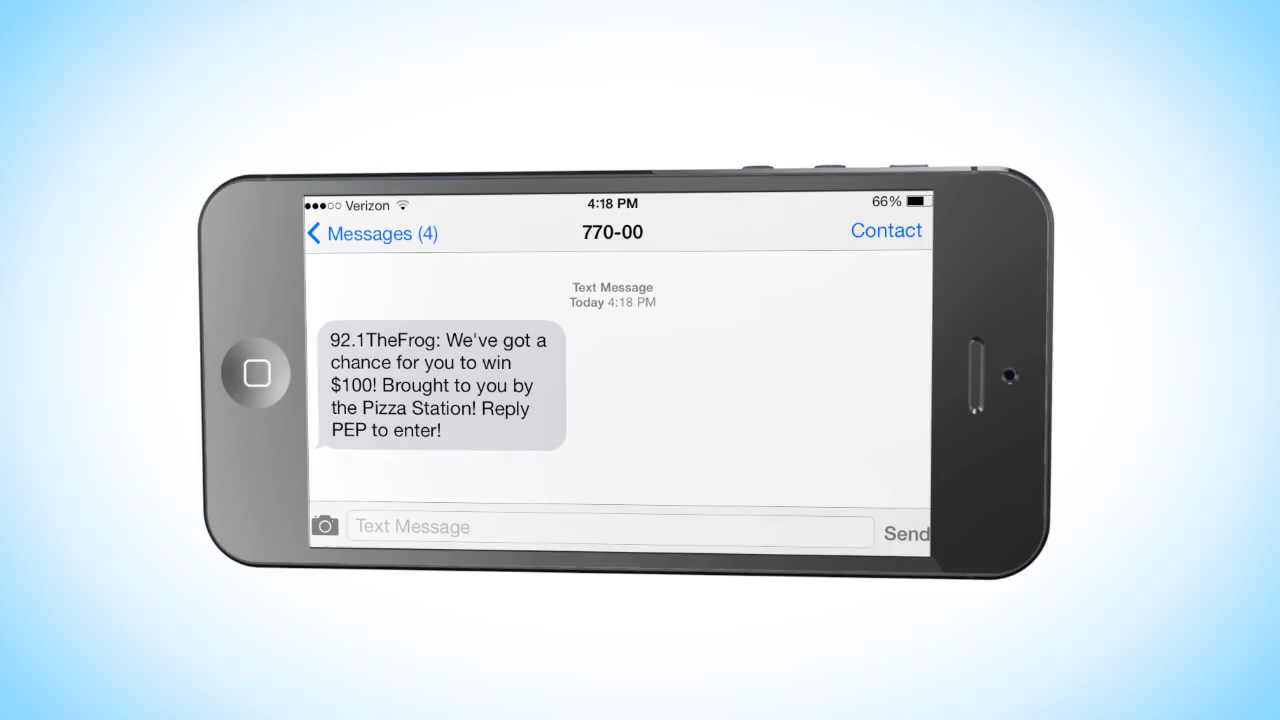 Verizon 4:18 PM 66%
Messages (4) 770-00 Contact
Text Message
Today 4:18 PM
92.1TheFrog: We've got a
chance for you to win
$100! Brought to you by
the Pizza Station! Reply
PEP to enter!
Text Message Send